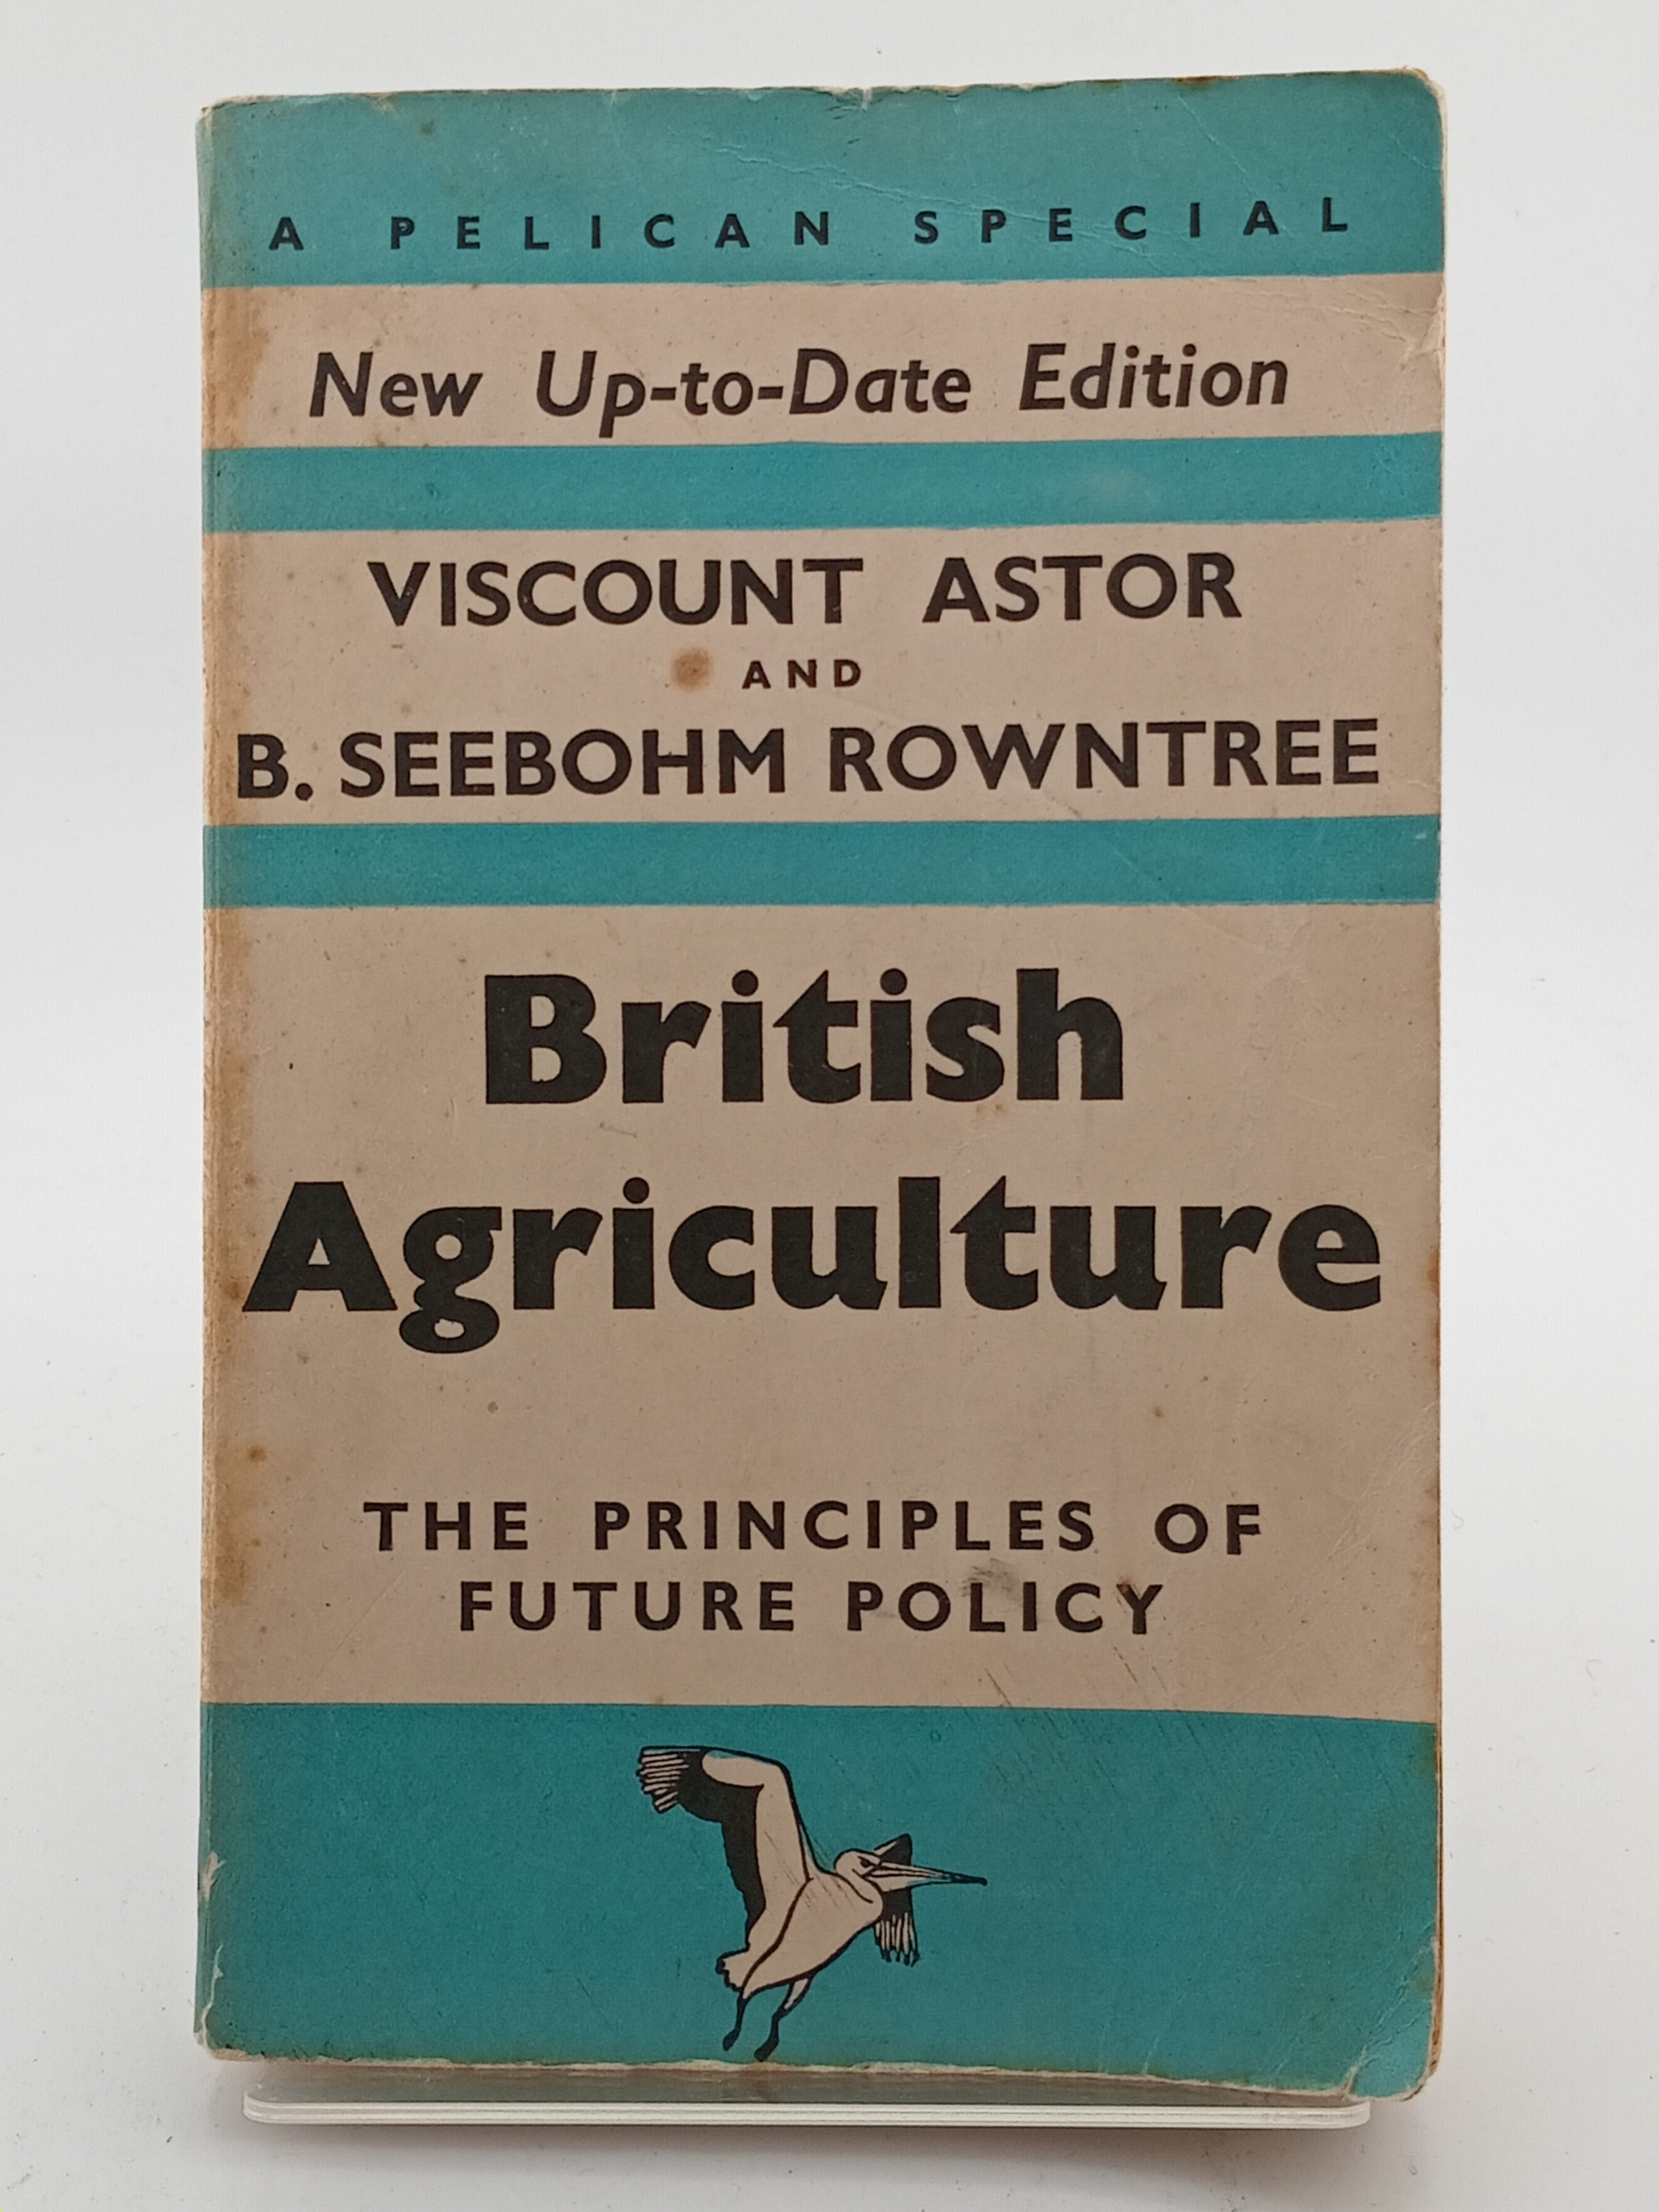 A PELICAN SPECIAL
New Up-to-Date Edition
VISCOUNT ASTOR
AND
B. SEEBOHM ROWNTREE
British
Agriculture
THE PRINCIPLES OF
FUTURE POLICY